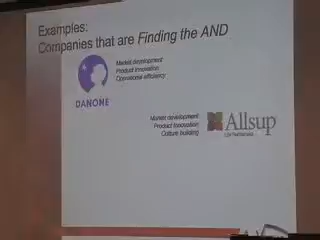 Examples:
Companies that are Finding the AND
Market development
Product innovation
Operational efficiency
DANONE
Market development
Product Innovation
Culture building
Allsup